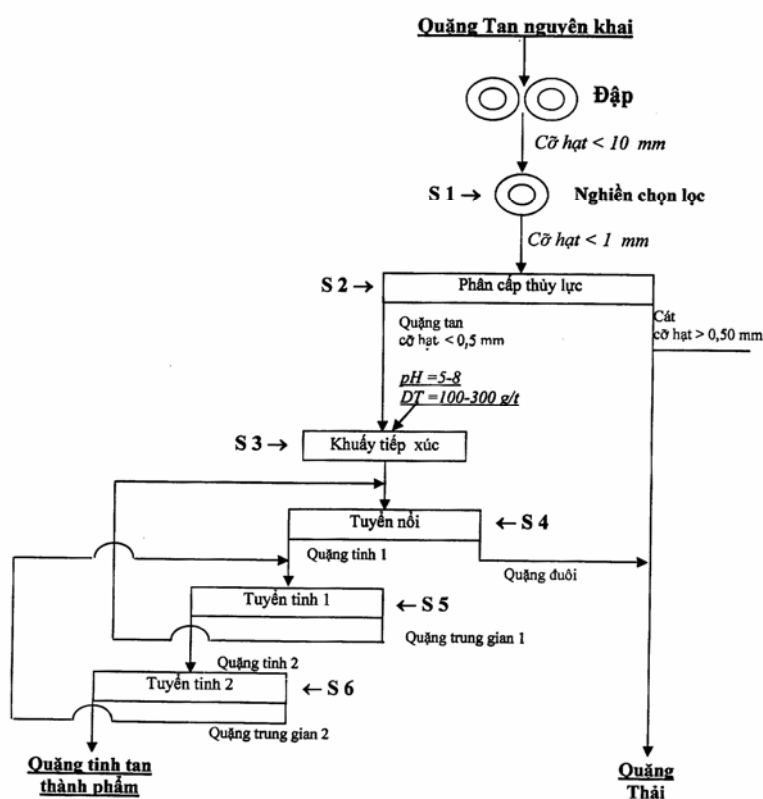 Quặng Tan nguyên khai
Đập
Cỡ hạt < 10 mm
S 1 →
Nghiền chọn lọc
Cỡ hạt < 1 mm
S 2 →
Phân cấp thủy lực
Quặng tan
cỡ hạt < 0,5 mm
Cát
cỡ hạt > 0,50 mm
pH =5-8
DT =100-300 g/t
S 3 →
Khuấy tiếp xúc
Tuyển nổi
← S 4
Quặng tinh 1
Quặng đuôi
Tuyển tinh 1
← S 5
Quặng trung gian 1
Quặng tinh 2
Tuyển tinh 2
← S 6
Quặng trung gian 2
Quặng tinh tan
thành phẩm
Quặng
Thải